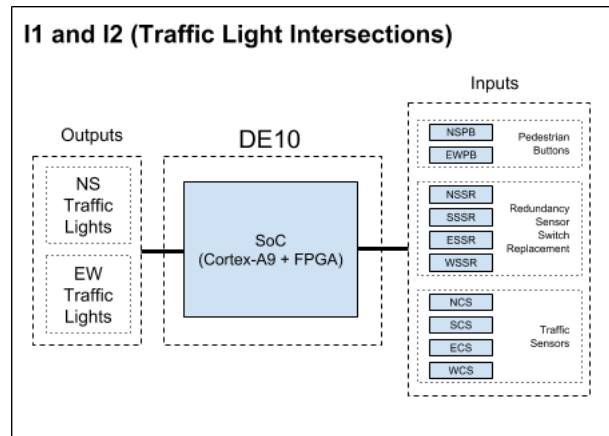 I1 and I2 (Traffic Light Intersections)
Outputs
NS
Traffic
Lights
EW
Traffic
Lights
DE10
SoC
(Cortex-A9 + FPGA)
Inputs
NSPB
EWPB
Pedestrian
Buttons
NSSR
SSSR
ESSR
WSSR
Redundancy
Sensor
Switch
Replacement
NCS
SCS
ECS
WCS
Traffic
Sensors